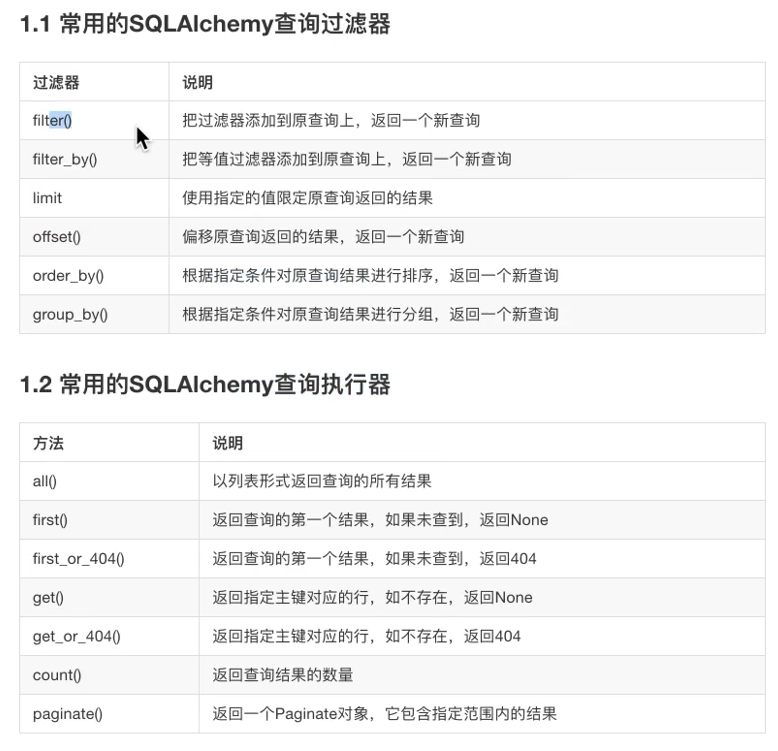 1.1 常用的SQLAlchemy查询过滤器
过滤器 说明
filter() 把过滤器添加到原查询上，返回一个新查询
filter_by() 把等值过滤器添加到原查询上，返回一个新查询
limit 使用指定的值限定原查询返回的结果
offset() 偏移原查询返回的结果，返回一个新查询
order_by() 根据指定条件对原查询结果进行排序，返回一个新查询
group_by() 根据指定条件对原查询结果进行分组，返回一个新查询
1.2 常用的SQLAlchemy查询执行器
方法 说明
all() 以列表形式返回查询的所有结果
first() 返回查询的第一个结果，如果未查到，返回None
first_or_404() 返回查询的第一个结果，如果未查到，返回404
get() 返回指定主键对应的行，如不存在，返回None
get_or_404() 返回指定主键对应的行，如不存在，返回404
count() 返回查询结果的数量
paginate() 返回一个Paginate对象，它包含指定范围内的结果